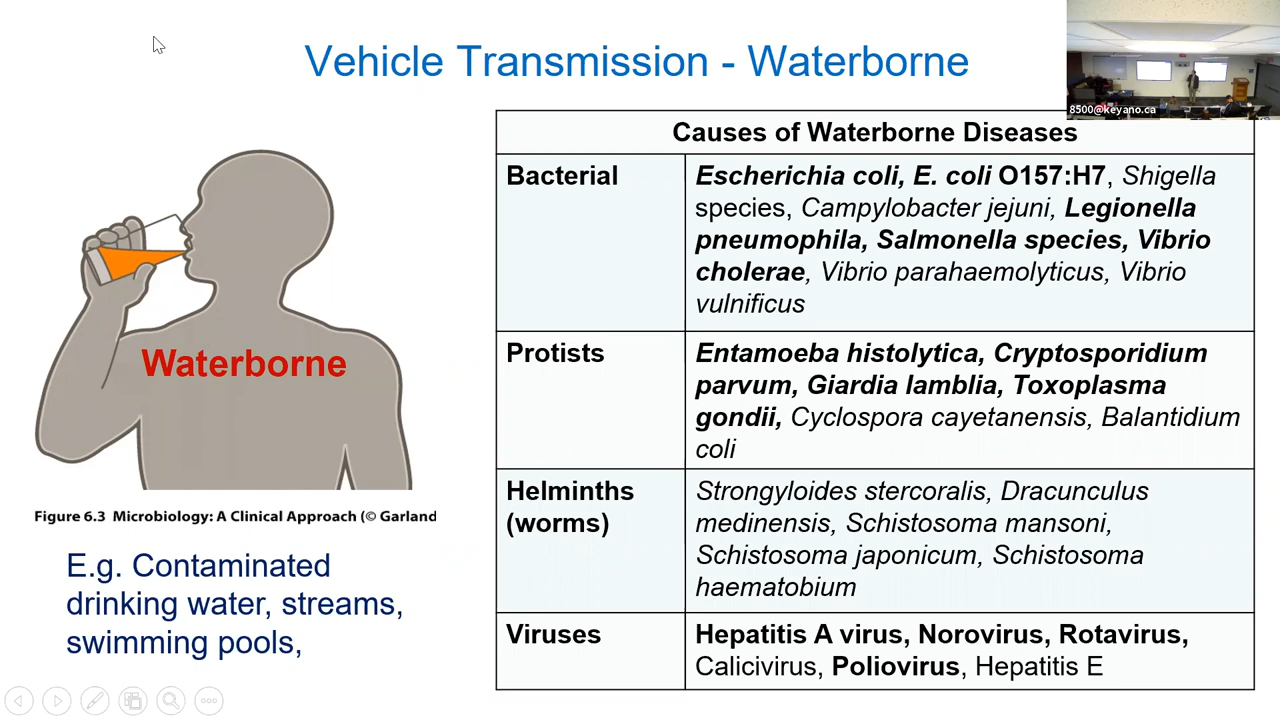 Vehicle Transmission - Waterborne
8500@keyano.ca
Causes of Waterborne Diseases
Bacterial
Escherichia coli, E. coli O157:H7, Shigella
species, Campylobacter jejuni, Legionella
pneumophila, Salmonella species, Vibrio
cholerae, Vibrio parahaemolyticus, Vibrio
vulnificus
Protists
Entamoeba histolytica, Cryptosporidium
parvum, Giardia lamblia, Toxoplasma
gondii, Cyclospora cayetanensis, Balantidium
coli
Helminths
(worms)
Strongyloides stercoralis, Dracunculus
medinensis, Schistosoma mansoni,
Schistosoma japonicum, Schistosoma
haematobium
Viruses
Hepatitis A virus, Norovirus, Rotavirus,
Calicivirus, Poliovirus, Hepatitis E
Waterborne
Figure 6.3 Microbiology: A Clinical Approach (© Garland
E.g. Contaminated
drinking water, streams,
swimming pools,